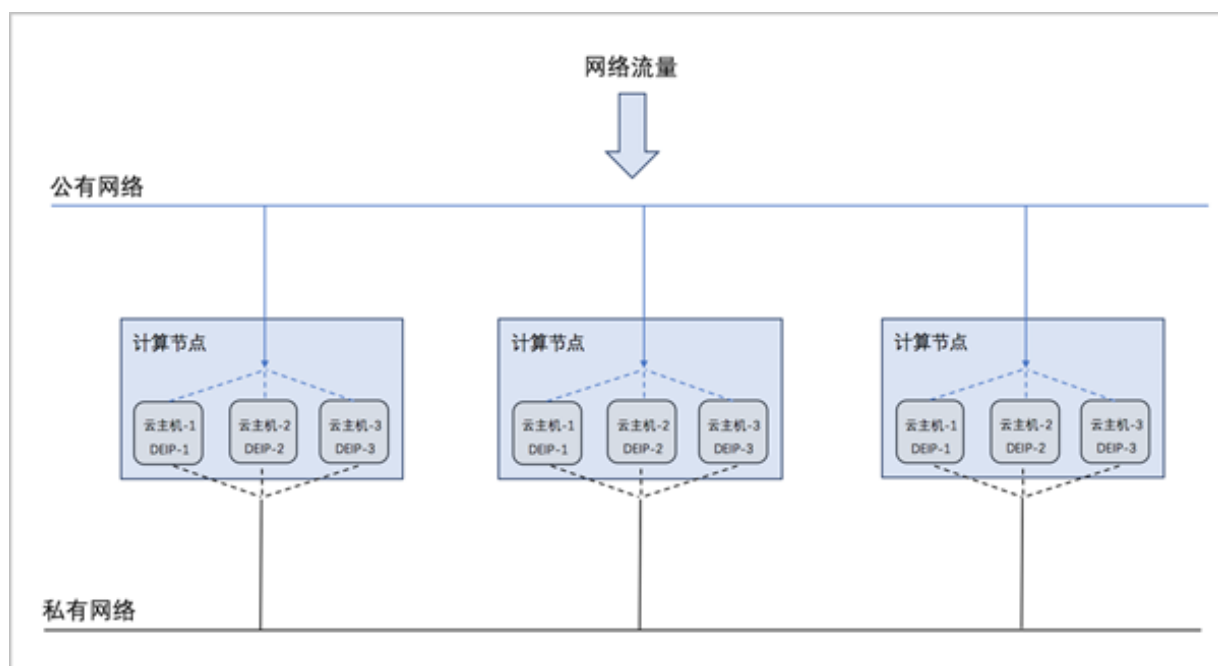 网络流量
公有网络
计算节点
计算节点
计算节点
云主机-1
DEIP-1
云主机-2
DEIP-2
云主机-3
DEIP-3
云主机-1
DEIP-1
云主机-2
DEIP-2
云主机-3
DEIP-3
云主机-1
DEIP-1
云主机-2
DEIP-2
云主机-3
DEIP-3
私有网络